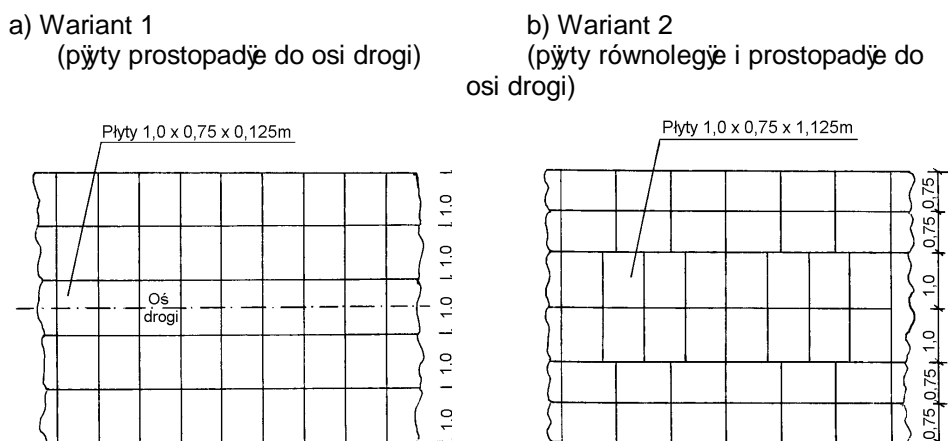 a) Wariant 1
(pÿyty prostopadÿe do osi drogi)
Płyty 1,0 x 0,75 x 0,125m
Oś
drogi
1.0
1.0
1.0
1.0
1.0
b) Wariant 2
(pÿyty równolegÿe i prostopadÿe do
osi drogi)
Płyty 1,0 x 0,75 x 1,125m
0,75
0,75
1,0
1,0
0,75
0,75